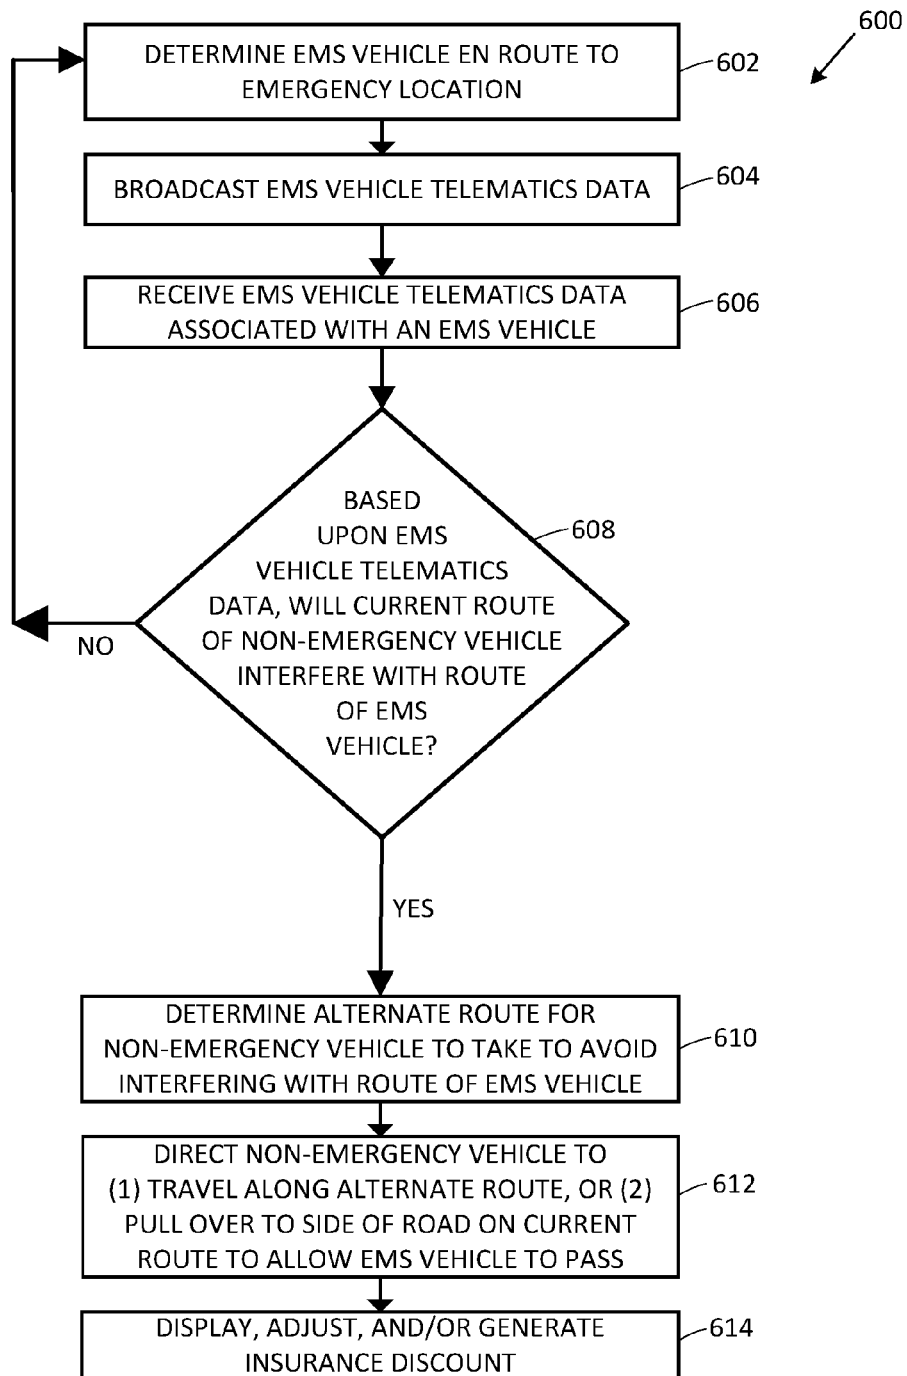 600
DETERMINE EMS VEHICLE EN ROUTE TO
EMERGENCY LOCATION
602
BROADCAST EMS VEHICLE TELEMATICS DATA
604
RECEIVE EMS VEHICLE TELEMATICS DATA
ASSOCIATED WITH AN EMS VEHICLE
606
BASED
UPON EMS
VEHICLE TELEMATICS
DATA, WILL CURRENT ROUTE
OF NON-EMERGENCY VEHICLE
INTERFERE WITH ROUTE
OF EMS
VEHICLE?
608
NO
YES
DETERMINE ALTERNATE ROUTE FOR
NON-EMERGENCY VEHICLE TO TAKE TO AVOID
INTERFERING WITH ROUTE OF EMS VEHICLE
610
DIRECT NON-EMERGENCY VEHICLE TO
(1) TRAVEL ALONG ALTERNATE ROUTE, OR (2)
PULL OVER TO SIDE OF ROAD ON CURRENT
ROUTE TO ALLOW EMS VEHICLE TO PASS
612
DISPLAY, ADJUST, AND/OR GENERATE
INSURANCE DISCOUNT
614